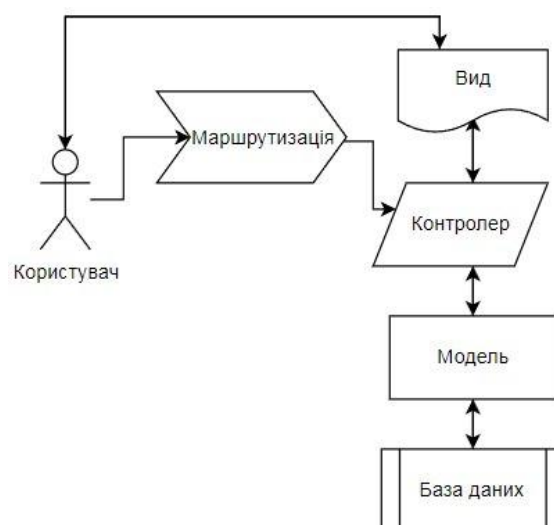 Вид
Маршрутизація
Контролер
Користувач
Модель
База даних